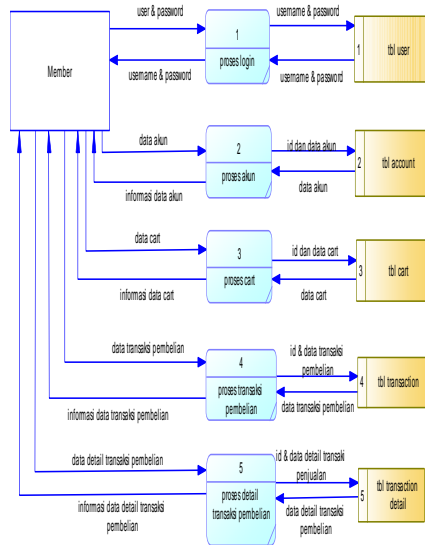 user & password
username & password
1
proses login
1
tbl user
Member
username & password
username & password
data akun
id dan data akun
2
proses akun
2
tbl account
informasi data akun
data akun
data cart
id dan data cart
3
proses cart
3
tbl cart
informasi data cart
data cart
data transaksi pembelian
id & data transaksi
pembelian
4
proses transaksi
pembelian
4
tbl transaction
informasi data transaksi pembelian
data transaksi pembelian
data detail transaksi pembelian
id & data detail transaksi
penjualan
5
proses detail
transaksi pembelian
5
tbl transaction
detail
informasi data detail transaksi
pembelian
data detail transaksi
pembelian